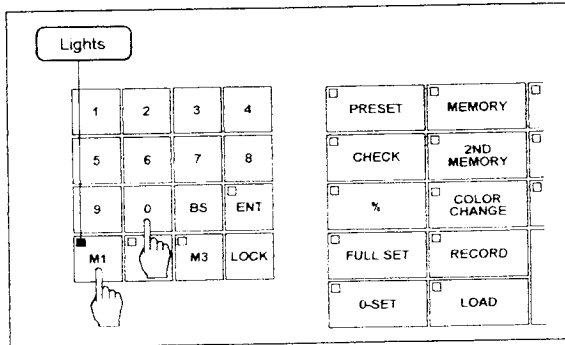 Lights
1 2 3 4
5 6 7 8
9 0 BS ENT
M1 M3 LOCK
PRESET MEMORY
CHECK 2ND
MEMORY
% COLOR
CHANGE
FULL SET RECORD
0-SET LOAD